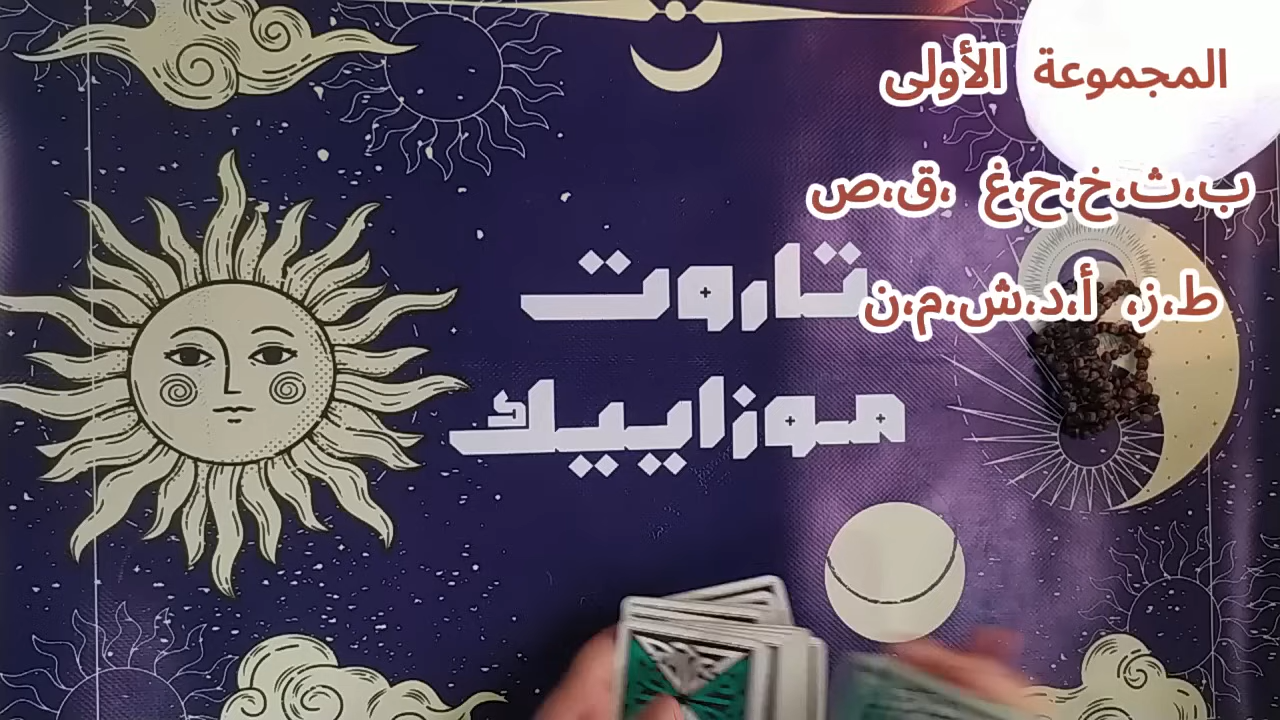 المجموعة الأولى
ب،ث،خ،ح،غ ،ق،ص
ط،ز، أ،د،ش،م،ن
تاروت
موزاييك